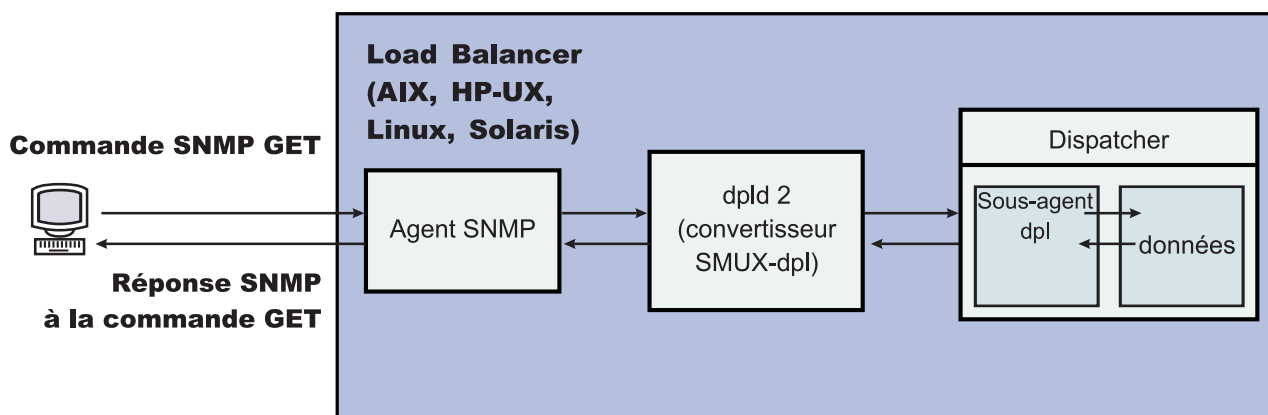 Load Balancer
(AIX, HP-UX,
Linux, Solaris)
Commande SNMP GET
Réponse SNMP
à la commande GET
Agent SNMP
dpld 2
(convertisseur
SMUX-dpl)
Dispatcher
Sous-agent
dpl
données